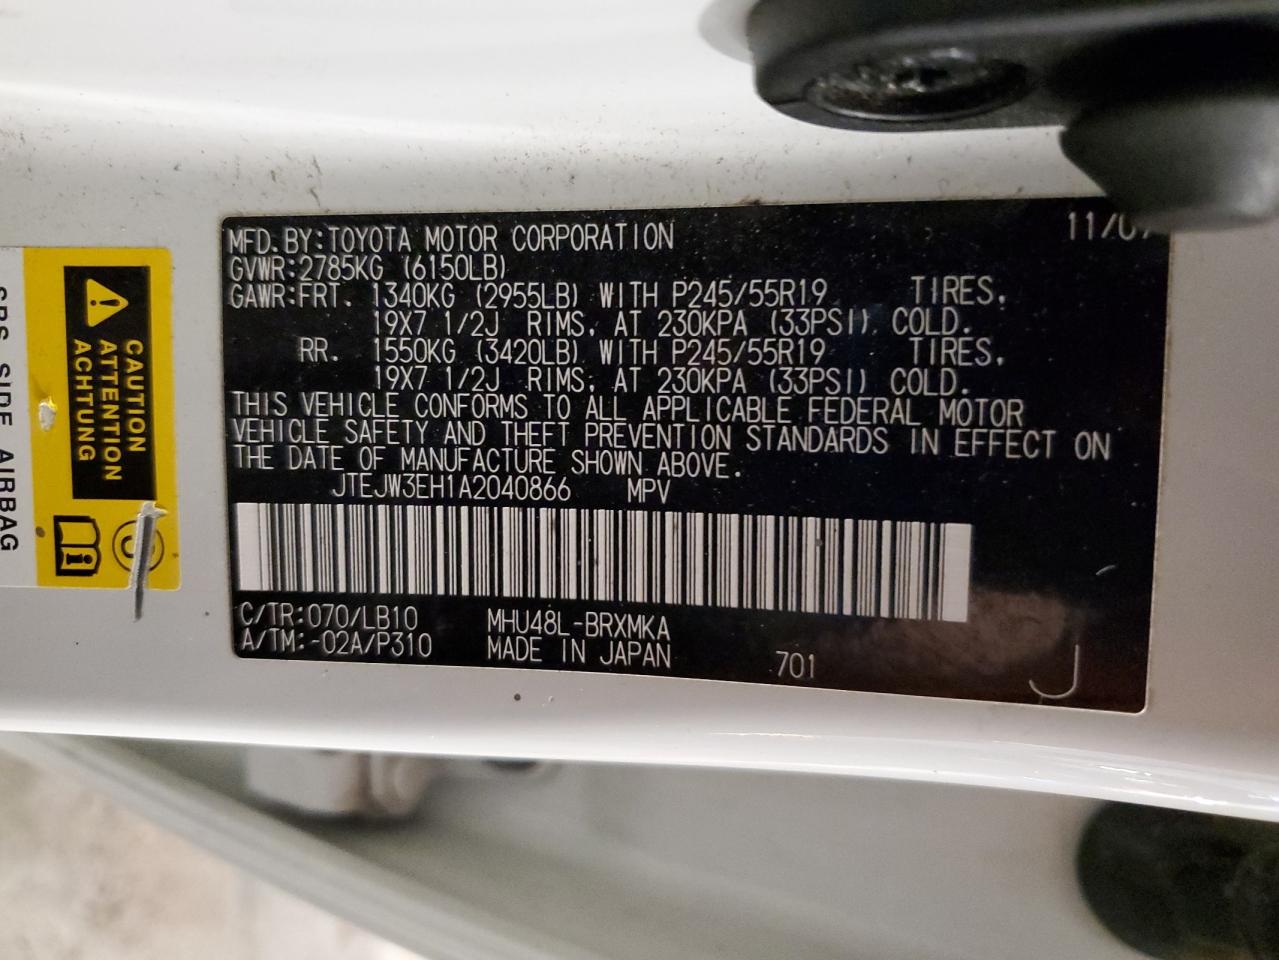 MFD. BY: TOYOTA MOTOR CORPORATION
GVWR: 2785KG (6150LB)
GAWR: FRT. 1340KG (2955LB) WITH P245/55R19 TIRES,
19X7 1/2J RIMS, AT 230KPA (33PSI) COLD.
RR. 1550KG (3420LB) WITH P245/55R19 TIRES,
19X7 1/2J RIMS, AT 230KPA (33PSI) COLD.
THIS VEHICLE CONFORMS TO ALL APPLICABLE FEDERAL MOTOR
VEHICLE SAFETY AND THEFT PREVENTION STANDARDS IN EFFECT ON
THE DATE OF MANUFACTURE SHOWN ABOVE.
JTEJW3EH1A2040866 MPV
C/TR: 070/LB10 MHU48L-BRXMKA
A/TM: -02A/P310 MADE IN JAPAN 701
J
CAUTION
ATTENTION
ACHTUNG
SRS SIDE AIRBAG